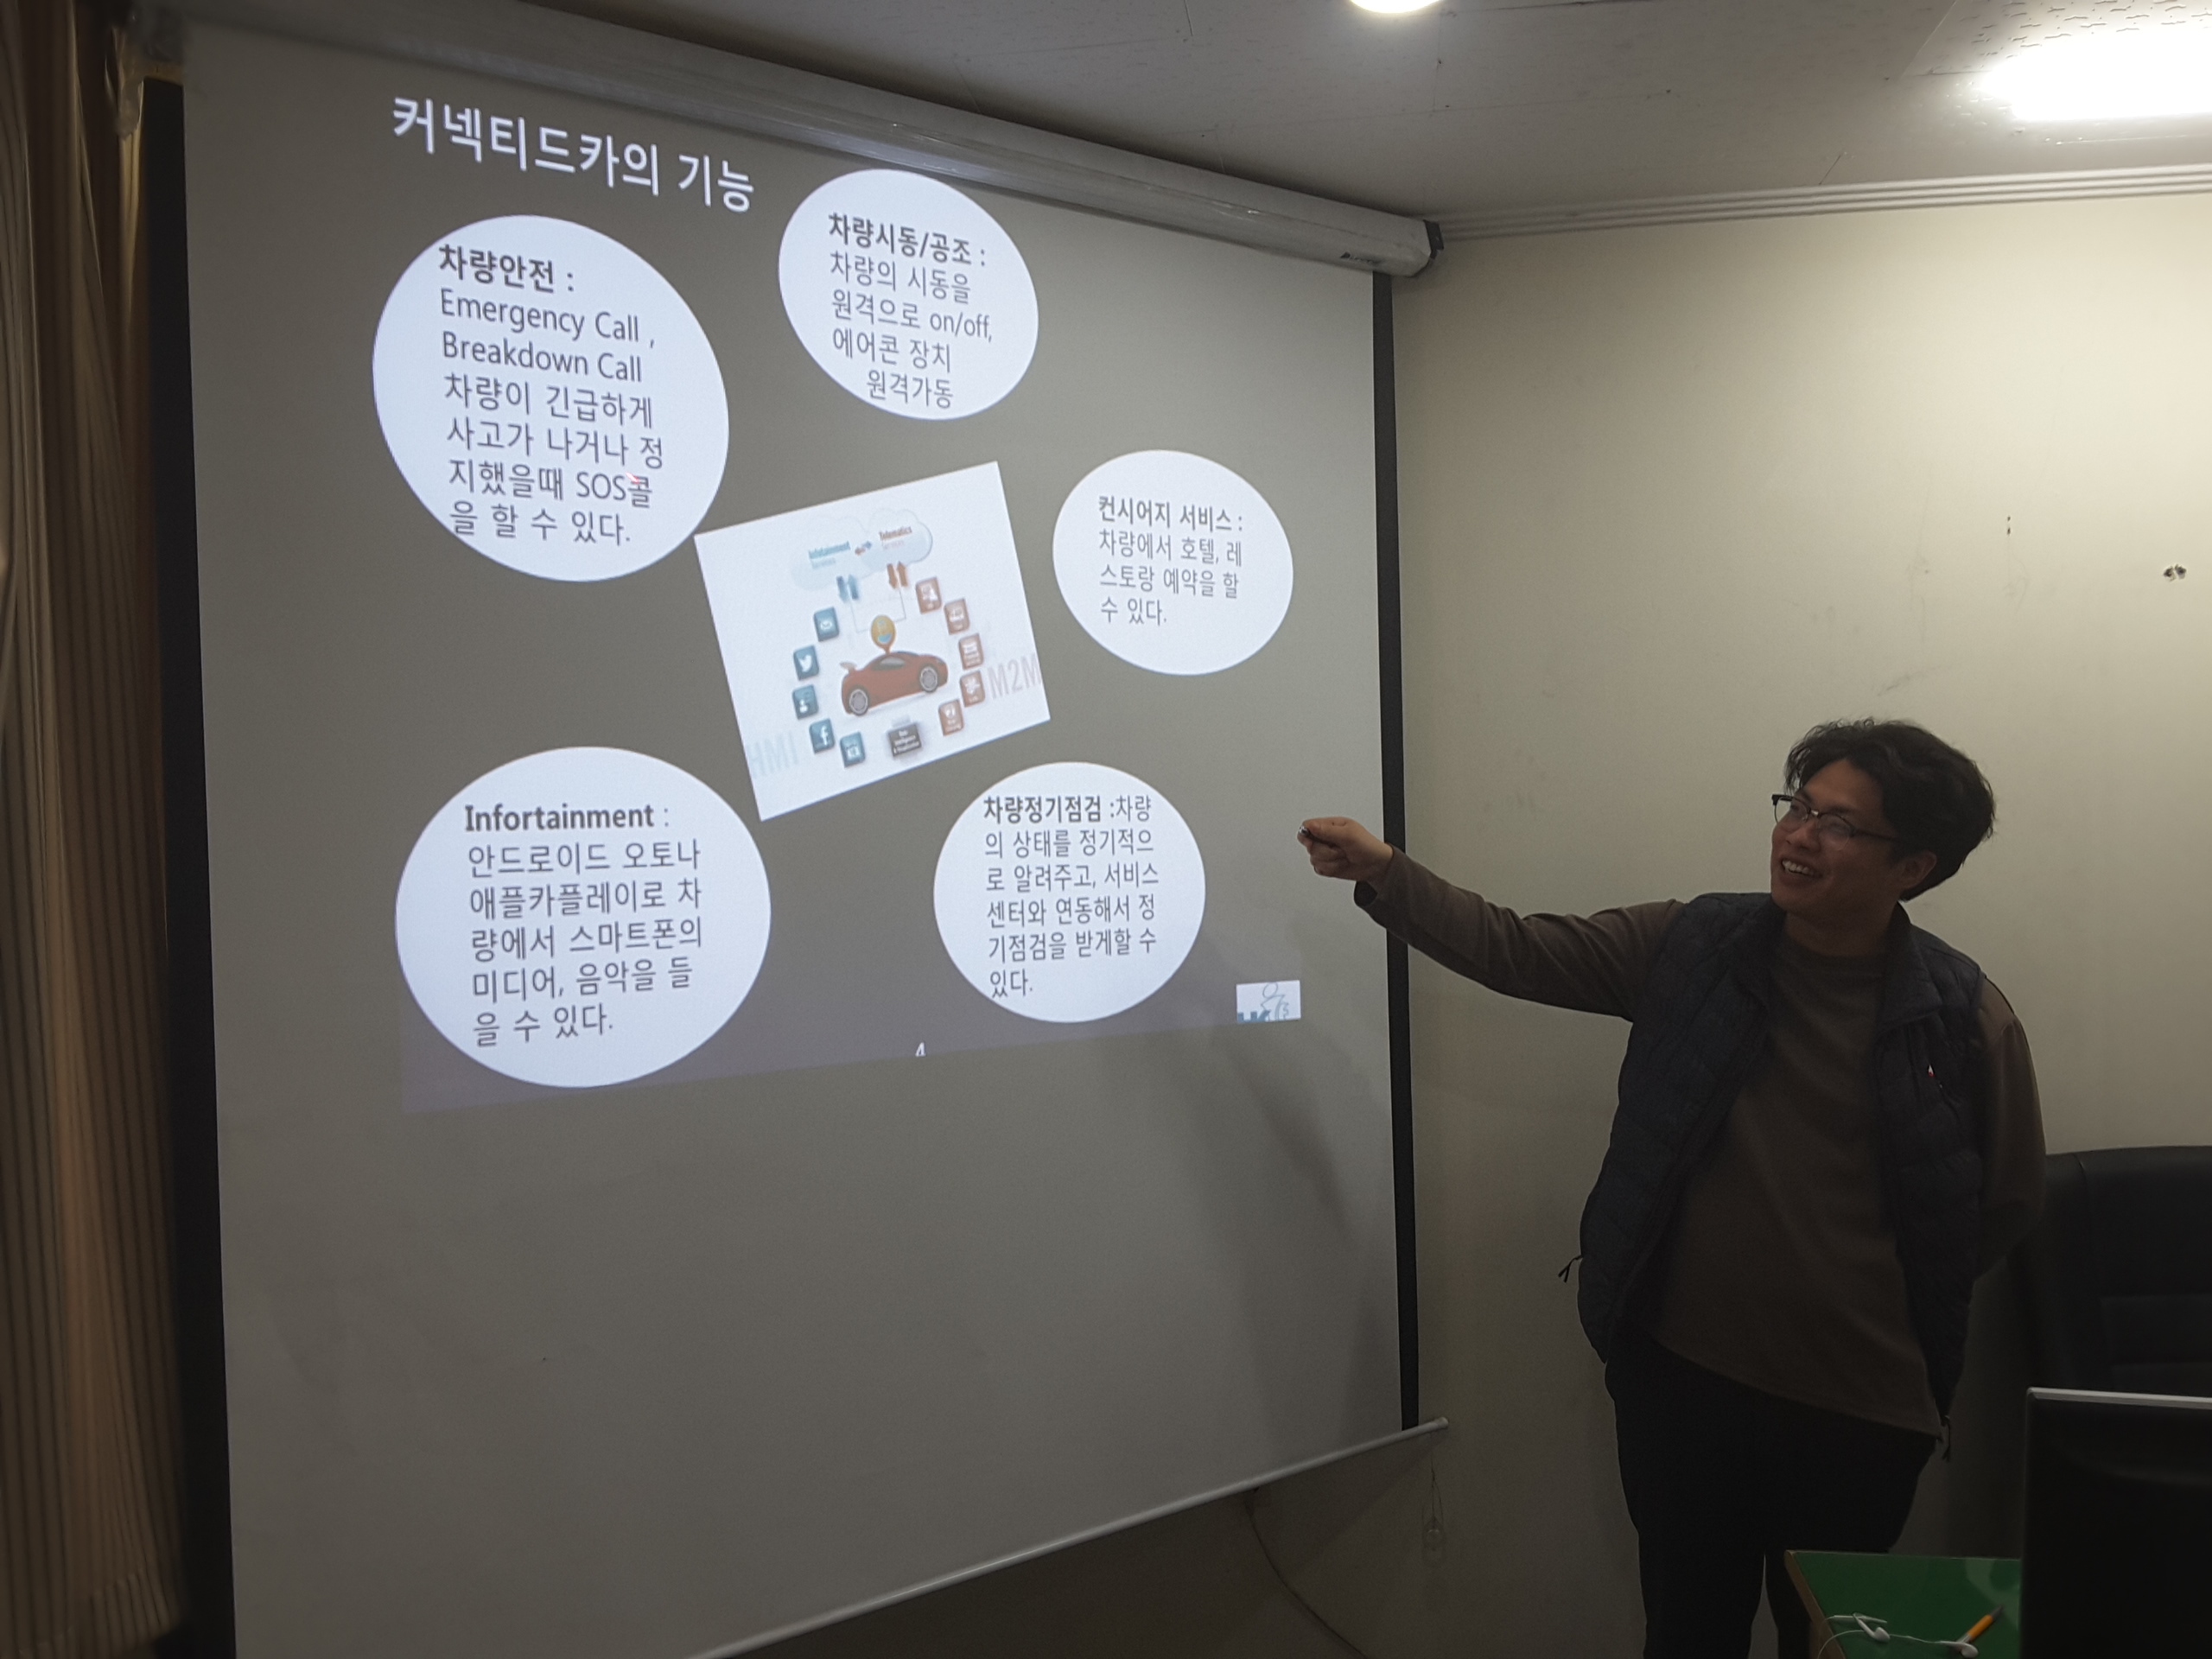 커넥티드카의 기능
차량안전 :
Emergency Call ,
Breakdown Call
차량이 긴급하게
사고가 나거나 정
지했을때 SOS콜
을 할 수 있다.
차량시동/공조 :
차량의 시동을
원격으로 on/off,
에어콘 장치
원격가동
컨시어지 서비스 :
차량에서 호텔, 레
스토랑 예약을 할
수 있다.
Infotainment
Telematics
HMI
M2M
Infortainment :
안드로이드 오토나
애플카플레이로 차
량에서 스마트폰의
미디어, 음악을 들
을 수 있다.
차량정기점검 :차량
의 상태를 정기적으
로 알려주고, 서비스
센터와 연동해서 정
기점검을 받게할 수
있다.
4